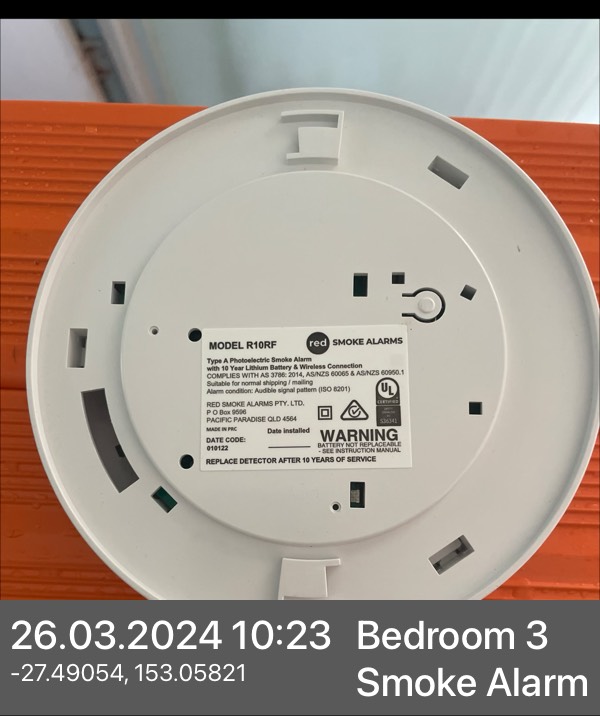 MODEL R10RF
red SMOKE ALARMS
Type A Photoelectric Smoke Alarm
with 10 Year Lithium Battery & Wireless Connection
COMPLIES WITH AS 3786: 2014, AS/NZS 60065 & AS/NZS 60950.1
Suitable for normal shipping / mailing
Alarm condition: Audible signal pattern (ISO 8201)
RED SMOKE ALARMS PTY. LTD.
P O Box 9596
PACIFIC PARADISE QLD 4564
MADE IN PRC
DATE CODE:
010122
Date installed
UL
CERTIFIED
S36341
WARNING
BATTERY NOT REPLACEABLE
- SEE INSTRUCTION MANUAL
REPLACE DETECTOR AFTER 10 YEARS OF SERVICE
26.03.2024 10:23
-27.49054, 153.05821
Bedroom 3
Smoke Alarm